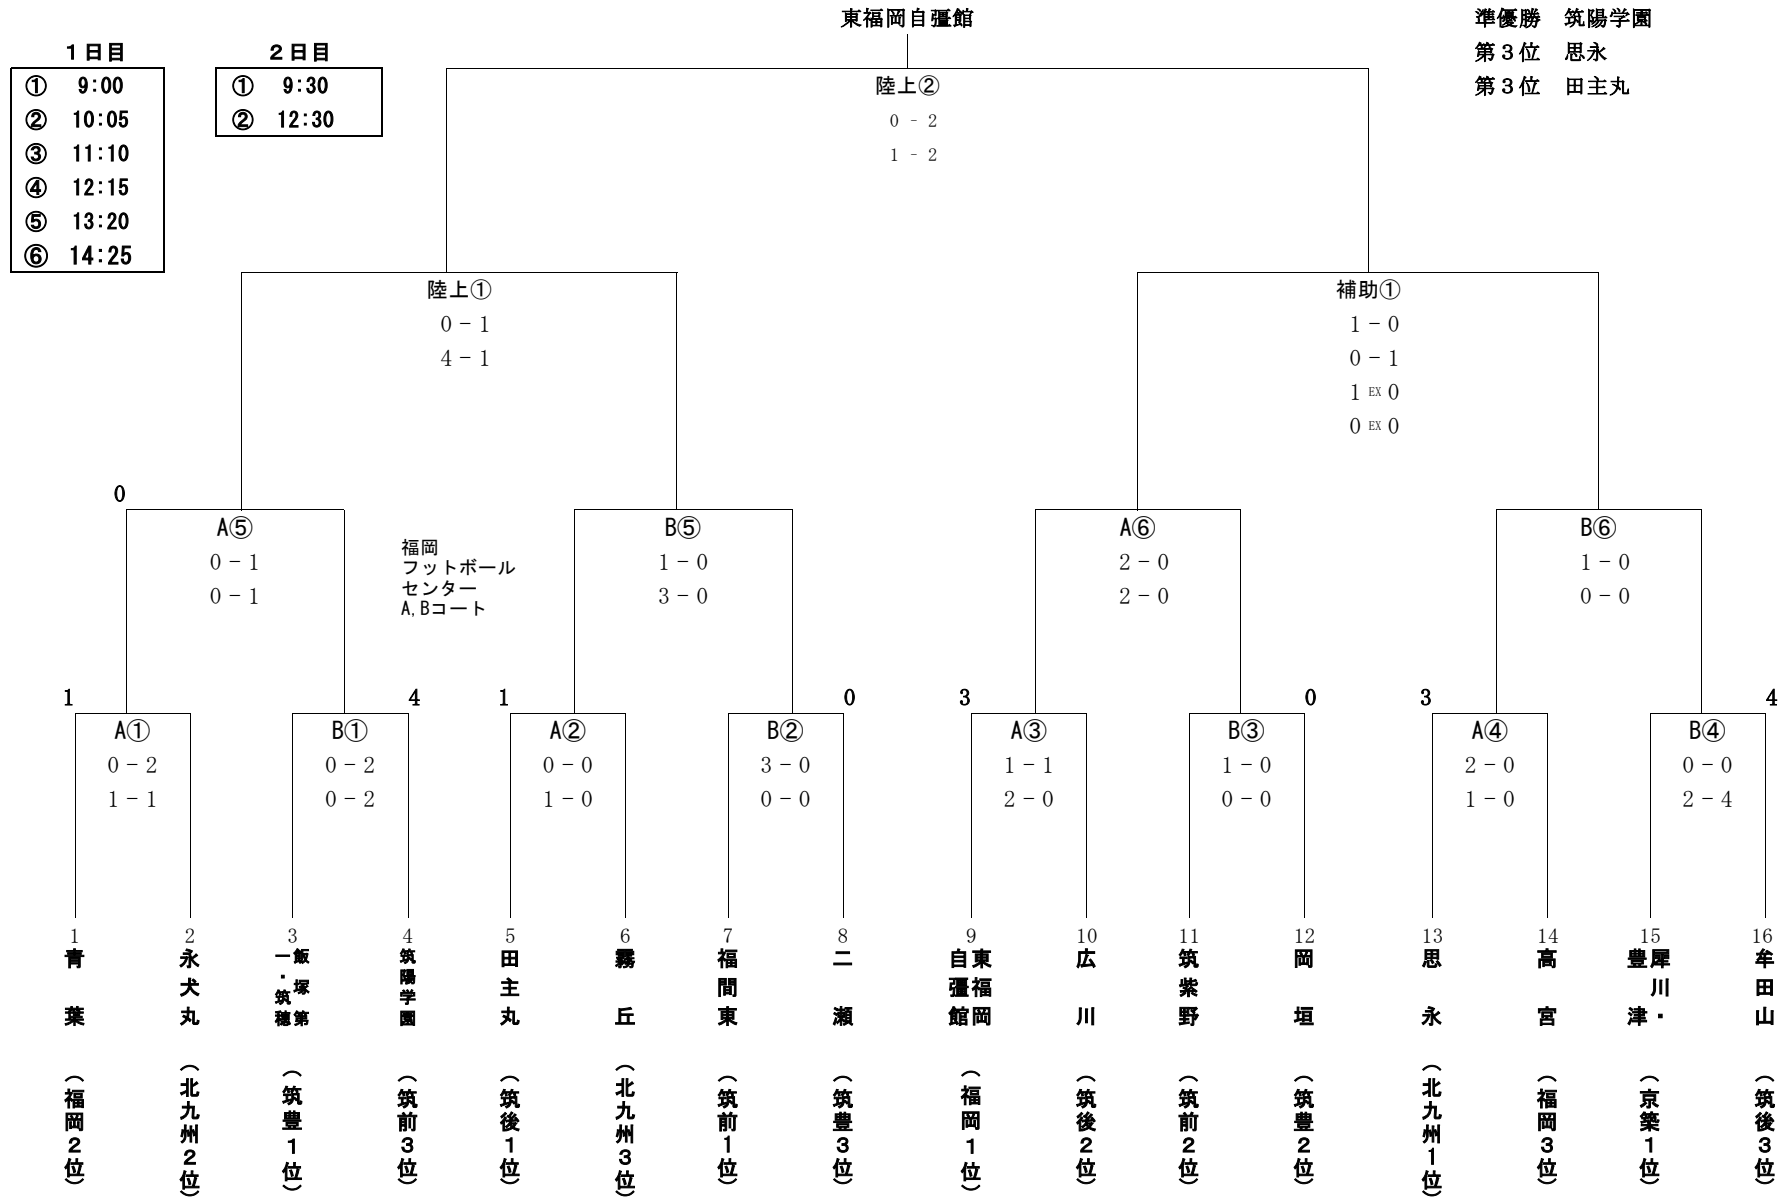 東福岡自彊館
準優勝　筑陽学園
第３位　思永
第３位　田主丸
１日目
① 9:00
② 10:05
③ 11:10
④ 12:15
⑤ 13:20
⑥ 14:25
２日目
① 9:30
② 12:30
陸上②
0 - 2
1 - 2
陸上①
0 - 1
4 - 1
補助①
1 - 0
0 - 1
1 EX 0
0 EX 0
0
A⑤
0 - 1
0 - 1
福岡
フットボール
センター
A,Bコート
B⑤
1 - 0
3 - 0
A⑥
2 - 0
2 - 0
B⑥
1 - 0
0 - 0
1
A①
0 - 2
1 - 1
B①
4
0 - 2
0 - 2
1
A②
0 - 0
1 - 0
B②
0
3 - 0
0 - 0
3
A③
1 - 1
2 - 0
B③
0
1 - 0
0 - 0
3
A④
2 - 0
1 - 0
B④
4
0 - 0
2 - 4
1
青葉
（福岡２位）
2
永犬丸
（北九州２位）
3
飯塚第
一・筑穂
（筑豊１位）
4
筑陽学園
（筑前３位）
5
田主丸
（筑後１位）
6
霧丘
（北九州３位）
7
福間東
（筑前１位）
8
二瀬
（筑豊３位）
9
東福岡
自彊館
（福岡１位）
10
広川
（筑後２位）
11
筑紫野
（筑前２位）
12
岡垣
（筑豊２位）
13
思永
（北九州１位）
14
高宮
（福岡３位）
15
犀川・
豊津
（京築１位）
16
牟田山
（筑後３位）